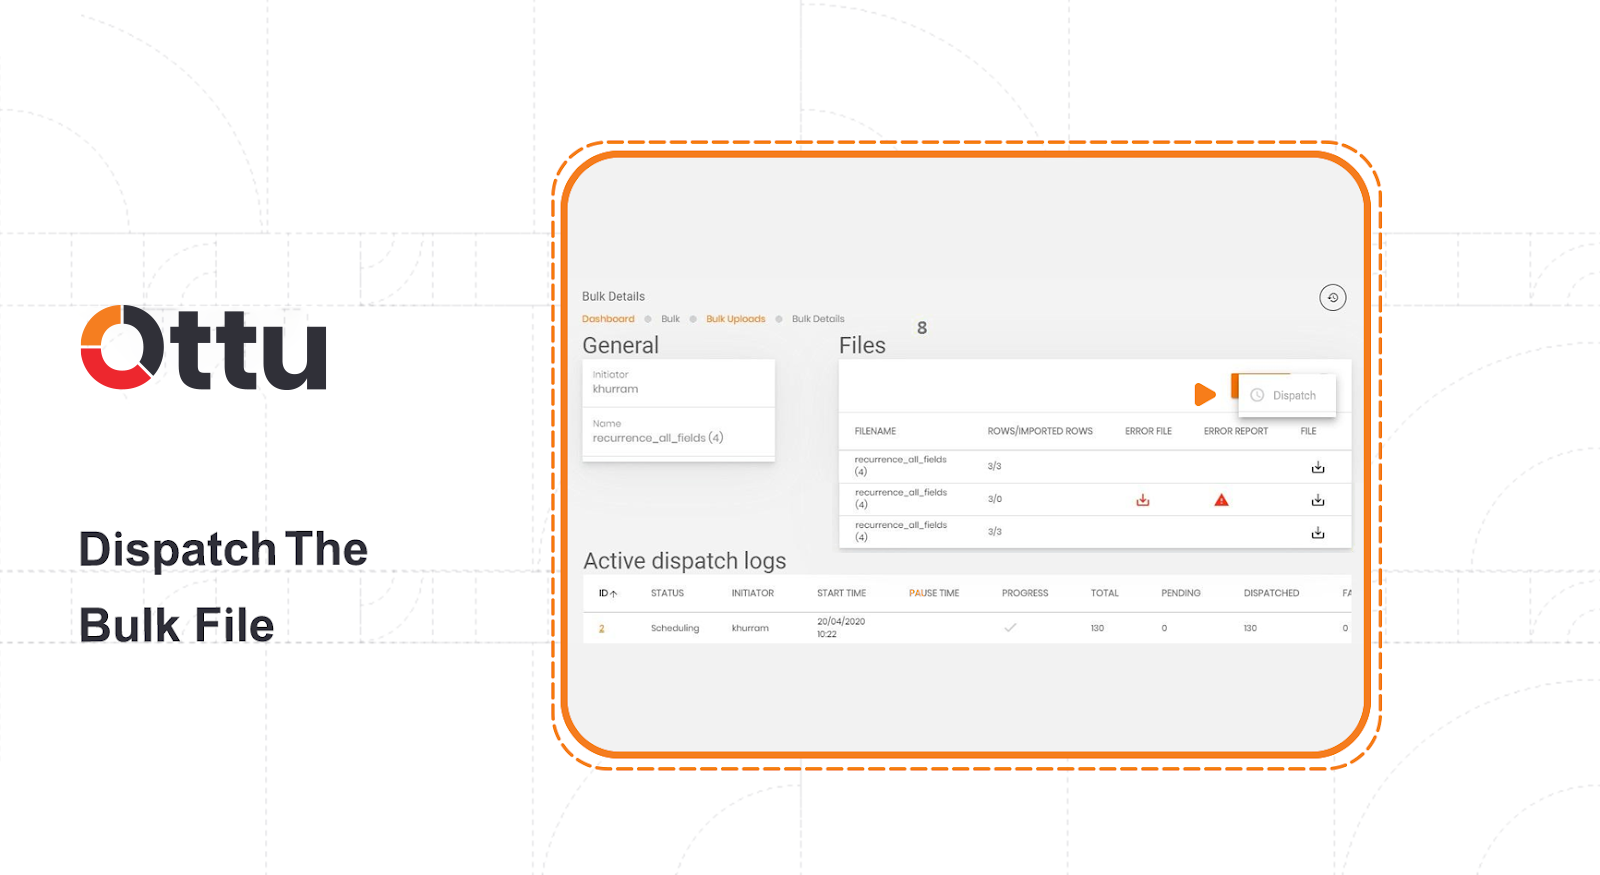 Ottu
Dispatch The
Bulk File
Bulk Details
Dashboard Bulk Bulk Uploads Bulk Details
8
General
Initiator
khurram
Name
recurrence_all_fields (4)
Files
Dispatch
FILENAME ROWS/IMPORTED ROWS ERROR FILE ERROR REPORT FILE
recurrence_all_fields
(4)
3/3
recurrence_all_fields
(4)
3/0
recurrence_all_fields
(4)
3/3
Active dispatch logs
ID STATUS INITIATOR START TIME PAUSE TIME PROGRESS TOTAL PENDING DISPATCHED FA
2 Scheduling khurram 20/04/2020 130 0 130 0
10:22